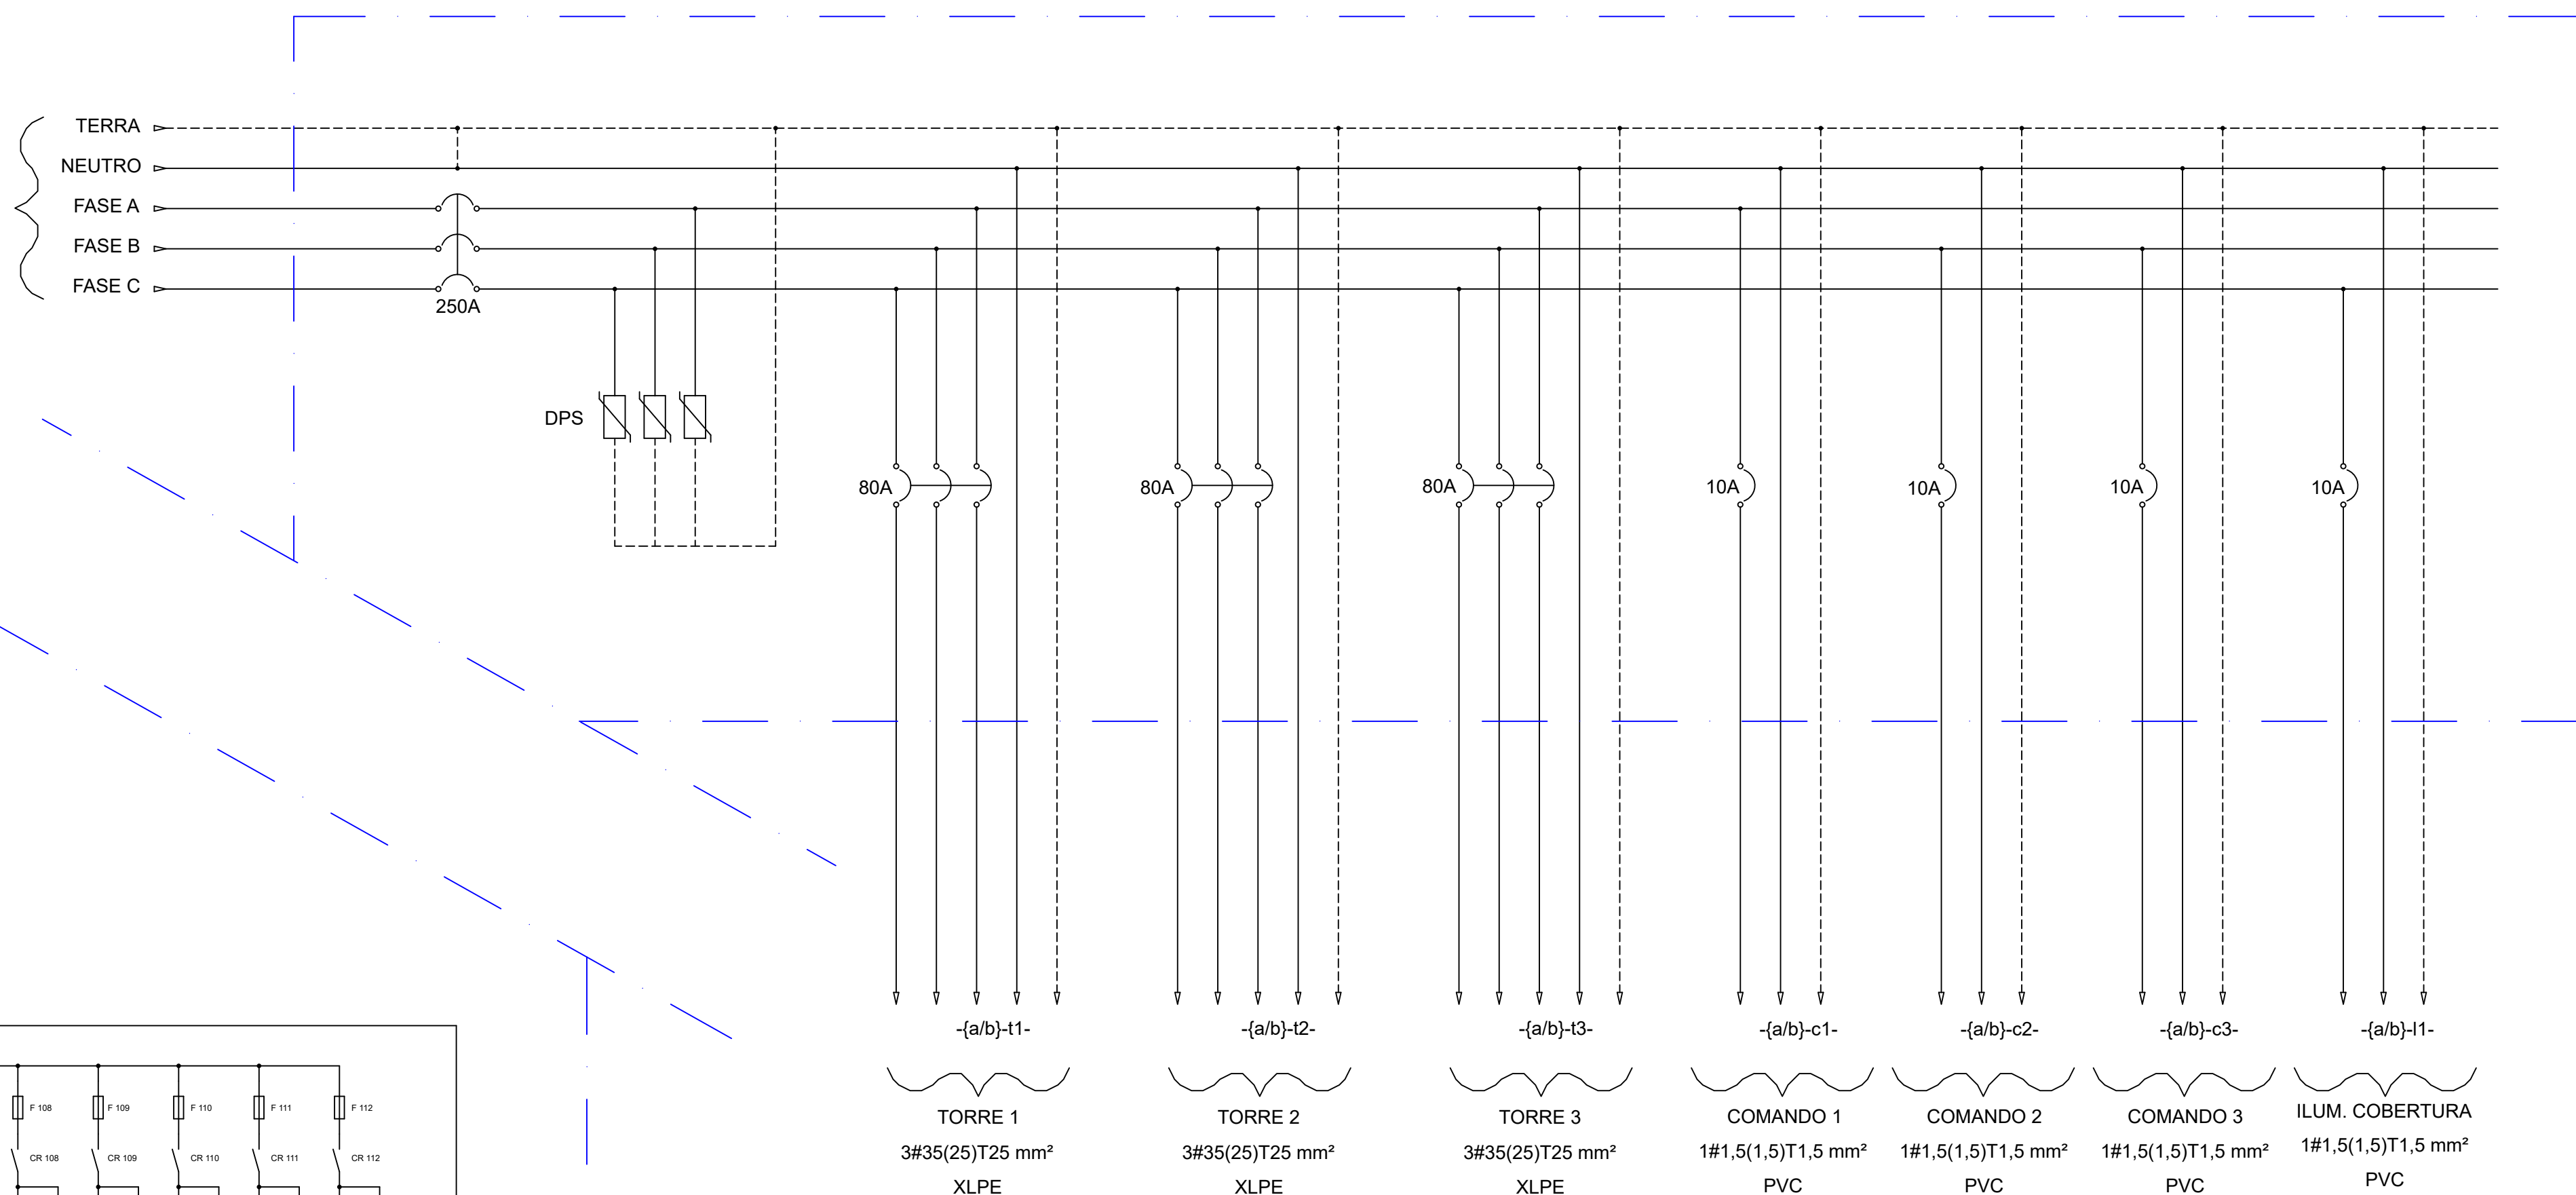 TERRA
NEUTRO
FASE A
FASE B
FASE C
250A
DPS
80A
80A
80A
10A
10A
10A
10A
-{a/b}-t1-
-{a/b}-t2-
-{a/b}-t3-
-{a/b}-c1-
-{a/b}-c2-
-{a/b}-c3-
-{a/b}-l1-
TORRE 1
3#35(25)T25 mm²
XLPE
TORRE 2
3#35(25)T25 mm²
XLPE
TORRE 3
3#35(25)T25 mm²
XLPE
COMANDO 1
1#1,5(1,5)T1,5 mm²
PVC
COMANDO 2
1#1,5(1,5)T1,5 mm²
PVC
COMANDO 3
1#1,5(1,5)T1,5 mm²
PVC
ILUM. COBERTURA
1#1,5(1,5)T1,5 mm²
PVC
F 108
F 109
F 110
F 111
F 112
CR 108
CR 109
CR 110
CR 111
CR 112